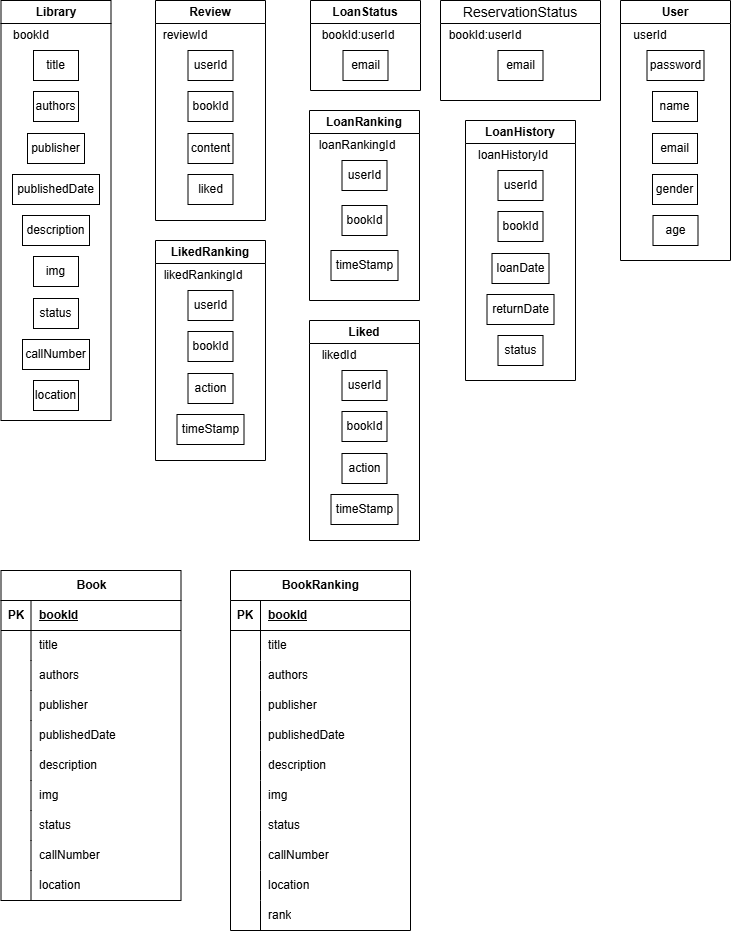 Library
bookId
title
authors
publisher
publishedDate
description
img
status
callNumber
location
Review
reviewId
userId
bookId
content
liked
LikedRanking
likedRankingId
userId
bookId
action
timeStamp
LoanStatus
bookId:userId
email
LoanRanking
loanRankingId
userId
bookId
timeStamp
Liked
likedId
userId
bookId
action
timeStamp
ReservationStatus
bookId:userId
email
LoanHistory
loanHistoryId
userId
bookId
loanDate
returnDate
status
User
userId
password
name
email
gender
age
Book
PK bookId
title
authors
publisher
publishedDate
description
img
status
callNumber
location
BookRanking
PK bookId
title
authors
publisher
publishedDate
description
img
status
callNumber
location
rank